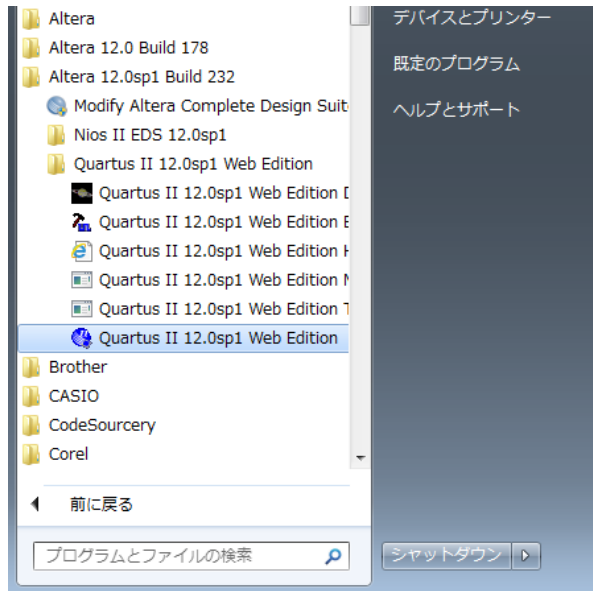 Altera
Altera 12.0 Build 178
Altera 12.0sp1 Build 232
Modify Altera Complete Design Suit
Nios II EDS 12.0sp1
Quartus II 12.0sp1 Web Edition
Quartus II 12.0sp1 Web Edition
Quartus II 12.0sp1 Web Edition
Quartus II 12.0sp1 Web Edition
Quartus II 12.0sp1 Web Edition
Quartus II 12.0sp1 Web Edition
Quartus II 12.0sp1 Web Edition
Brother
CASIO
CodeSourcery
Corel
前に戻る
プログラムとファイルの検索
デバイスとプリンター
既定のプログラム
ヘルプとサポート
シャットダウン